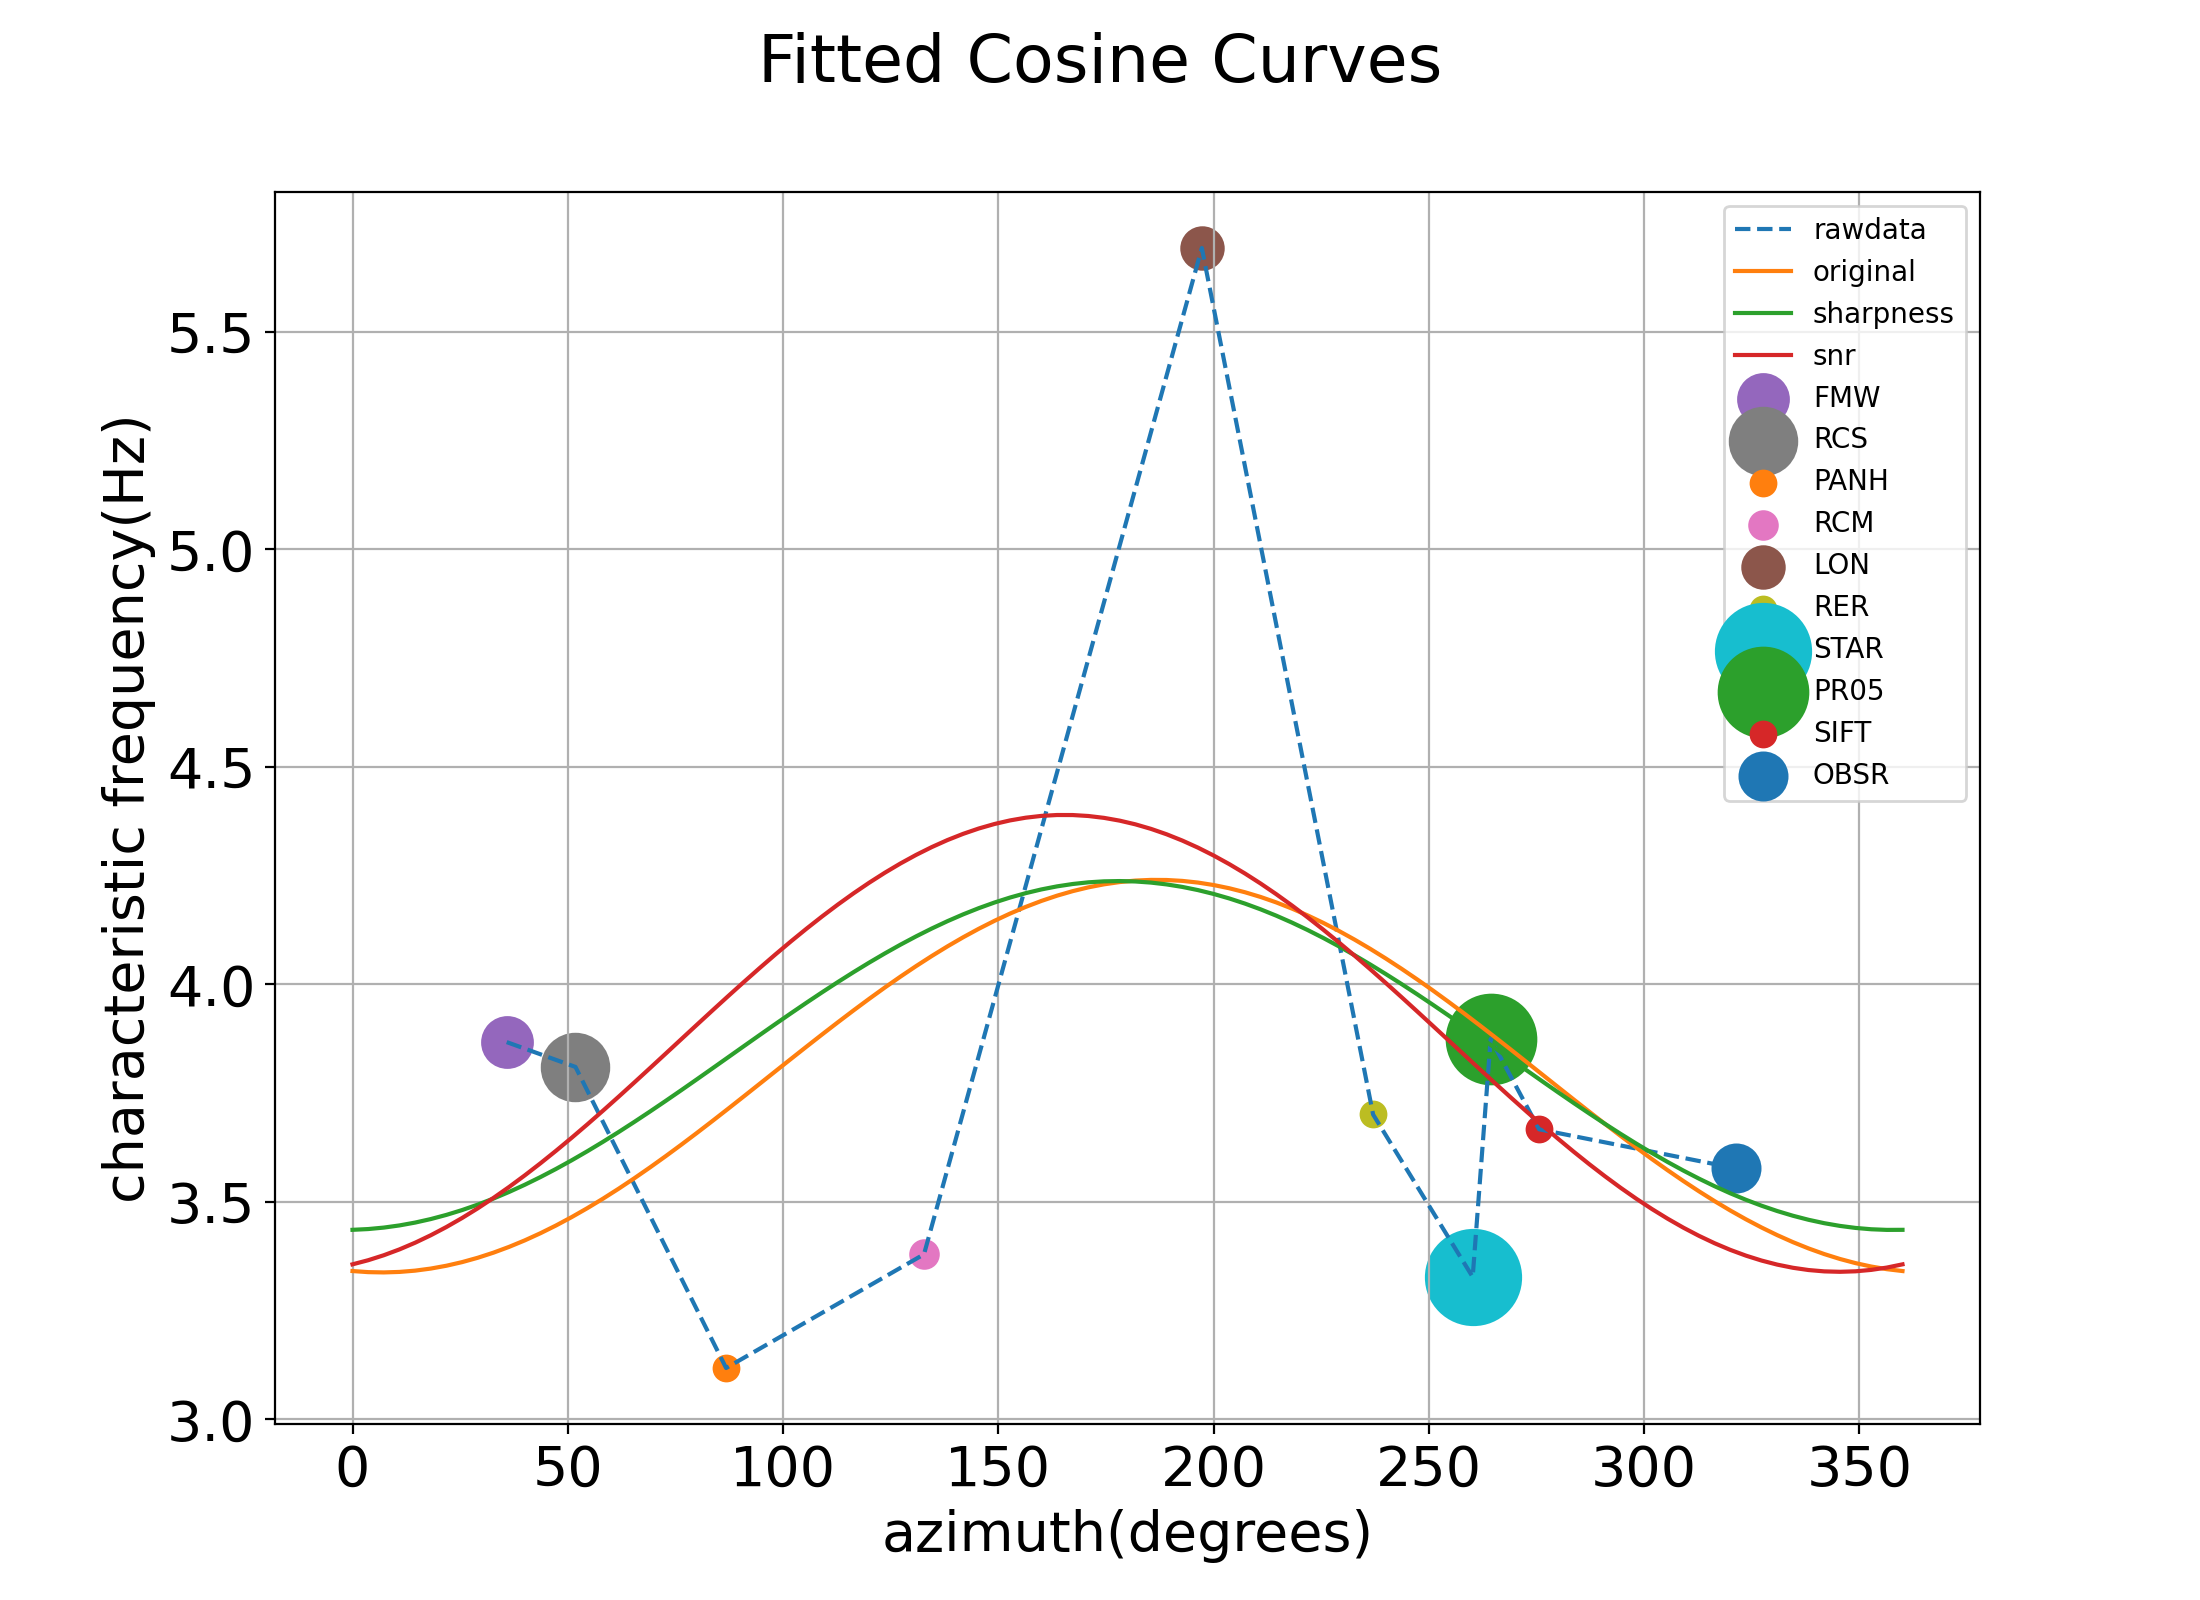 Fitted Cosine Curves
rawdata
original
sharpness
snr
FMW
RCS
PANH
RCM
LON
RER
STAR
PR05
SIFT
OBSR
characteristic frequency(Hz)
5.5
5.0
4.5
4.0
3.5
3.0
0 50 100 150 200 250 300 350
azimuth(degrees)